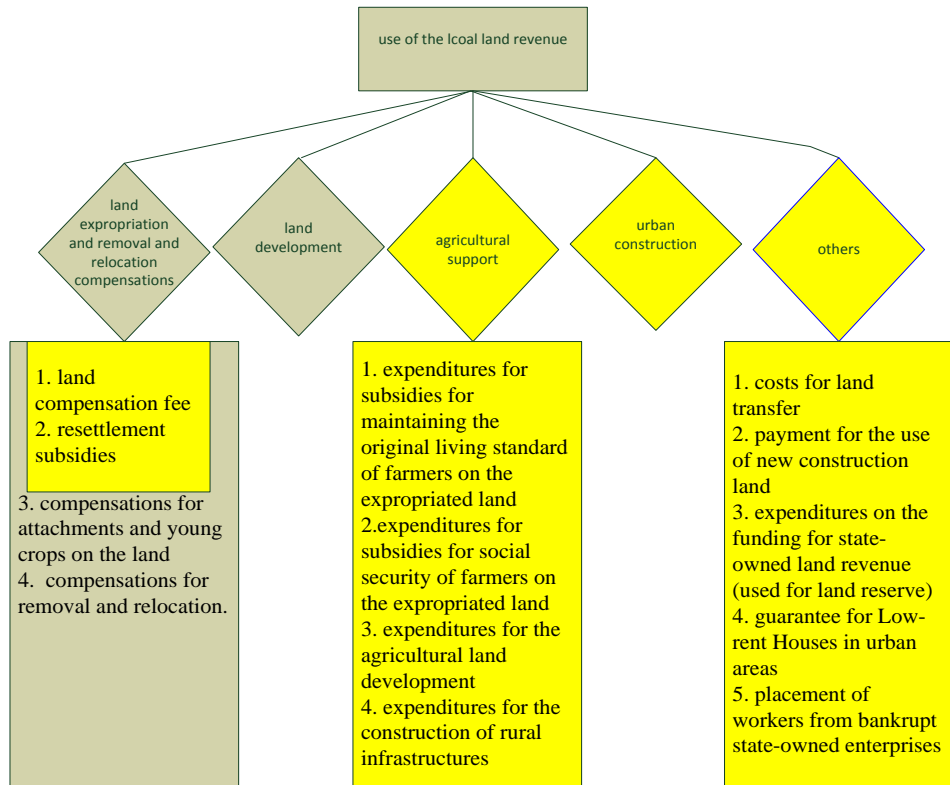 use of the lcoal land revenue
land
expropriation
and removal and
relocation
compensations
land
development
agricultural
support
urban
construction
others
1. land
compensation fee
2. resettlement
subsidies
3. compensations for
attachments and young
crops on the land
4.  compensations for
removal and relocation.
1. expenditures for
subsidies for
maintaining the
original living standard
of farmers on the
expropriated land
2.expenditures for
subsidies for social
security of farmers on
the expropriated land
3. expenditures for the
agricultural land
development
4. expenditures for the
construction of rural
infrastructures
1. costs for land
transfer
2. payment for the use
of new construction
land
3. expenditures on the
funding for state-
owned land revenue
(used for land reserve)
4. guarantee for Low-
rent Houses in urban
areas
5. placement of
workers from bankrupt
state-owned enterprises